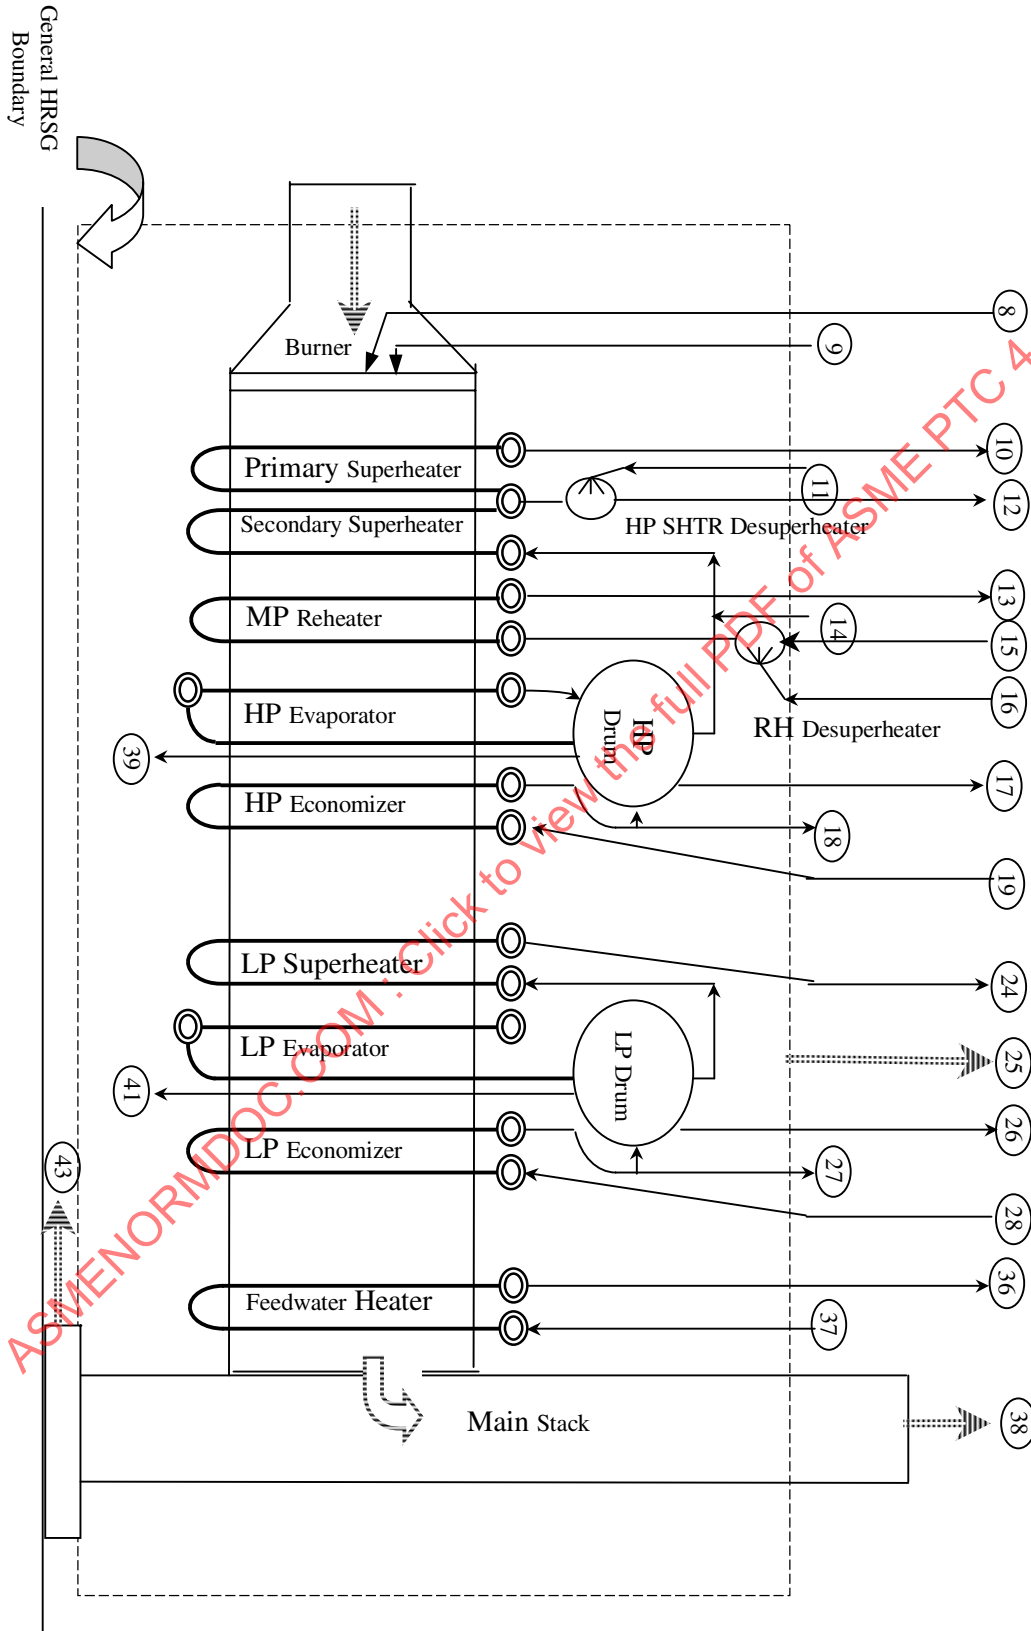 General HRSG
Boundary
8
Burner
9
10
Primary Superheater
11
12
Secondary Superheater
HP SHTR Desuperheater
13
MP Reheater
14
15
16
HP Evaporator
HP
Drum
RH Desuperheater
39
17
HP Economizer
18
19
LP Superheater
24
LP Evaporator
LP Drum
25
41
26
LP Economizer
27
43
28
36
Feedwater Heater
37
Main Stack
38
ASMENORMDOC.COM : Click to view the full PDF of ASME PTC 4